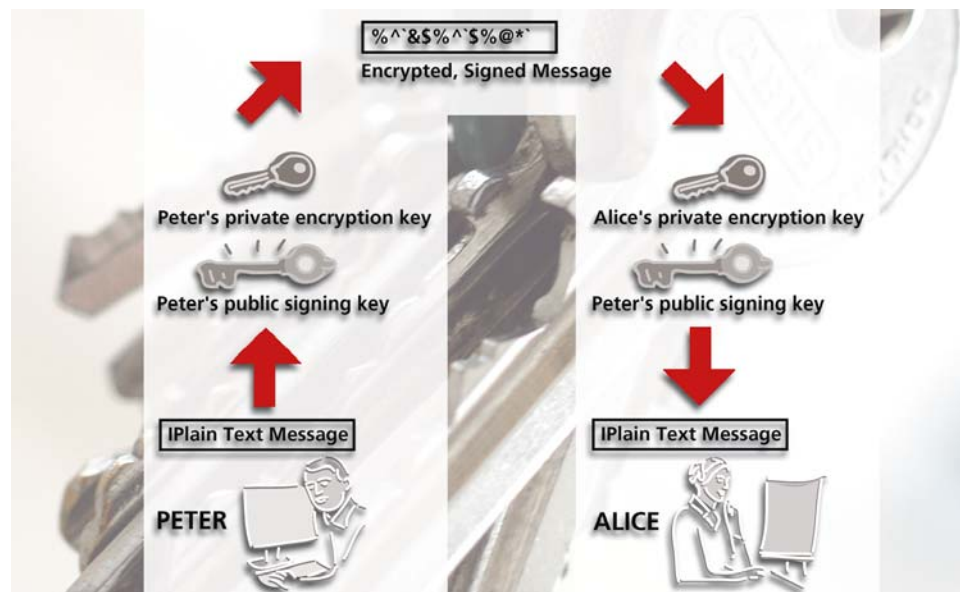 %^`&$%^`$%@*`
Encrypted, Signed Message
Peter's private encryption key
Peter's public signing key
IPlain Text Message
PETER
Alice's private encryption key
Peter's public signing key
IPlain Text Message
ALICE